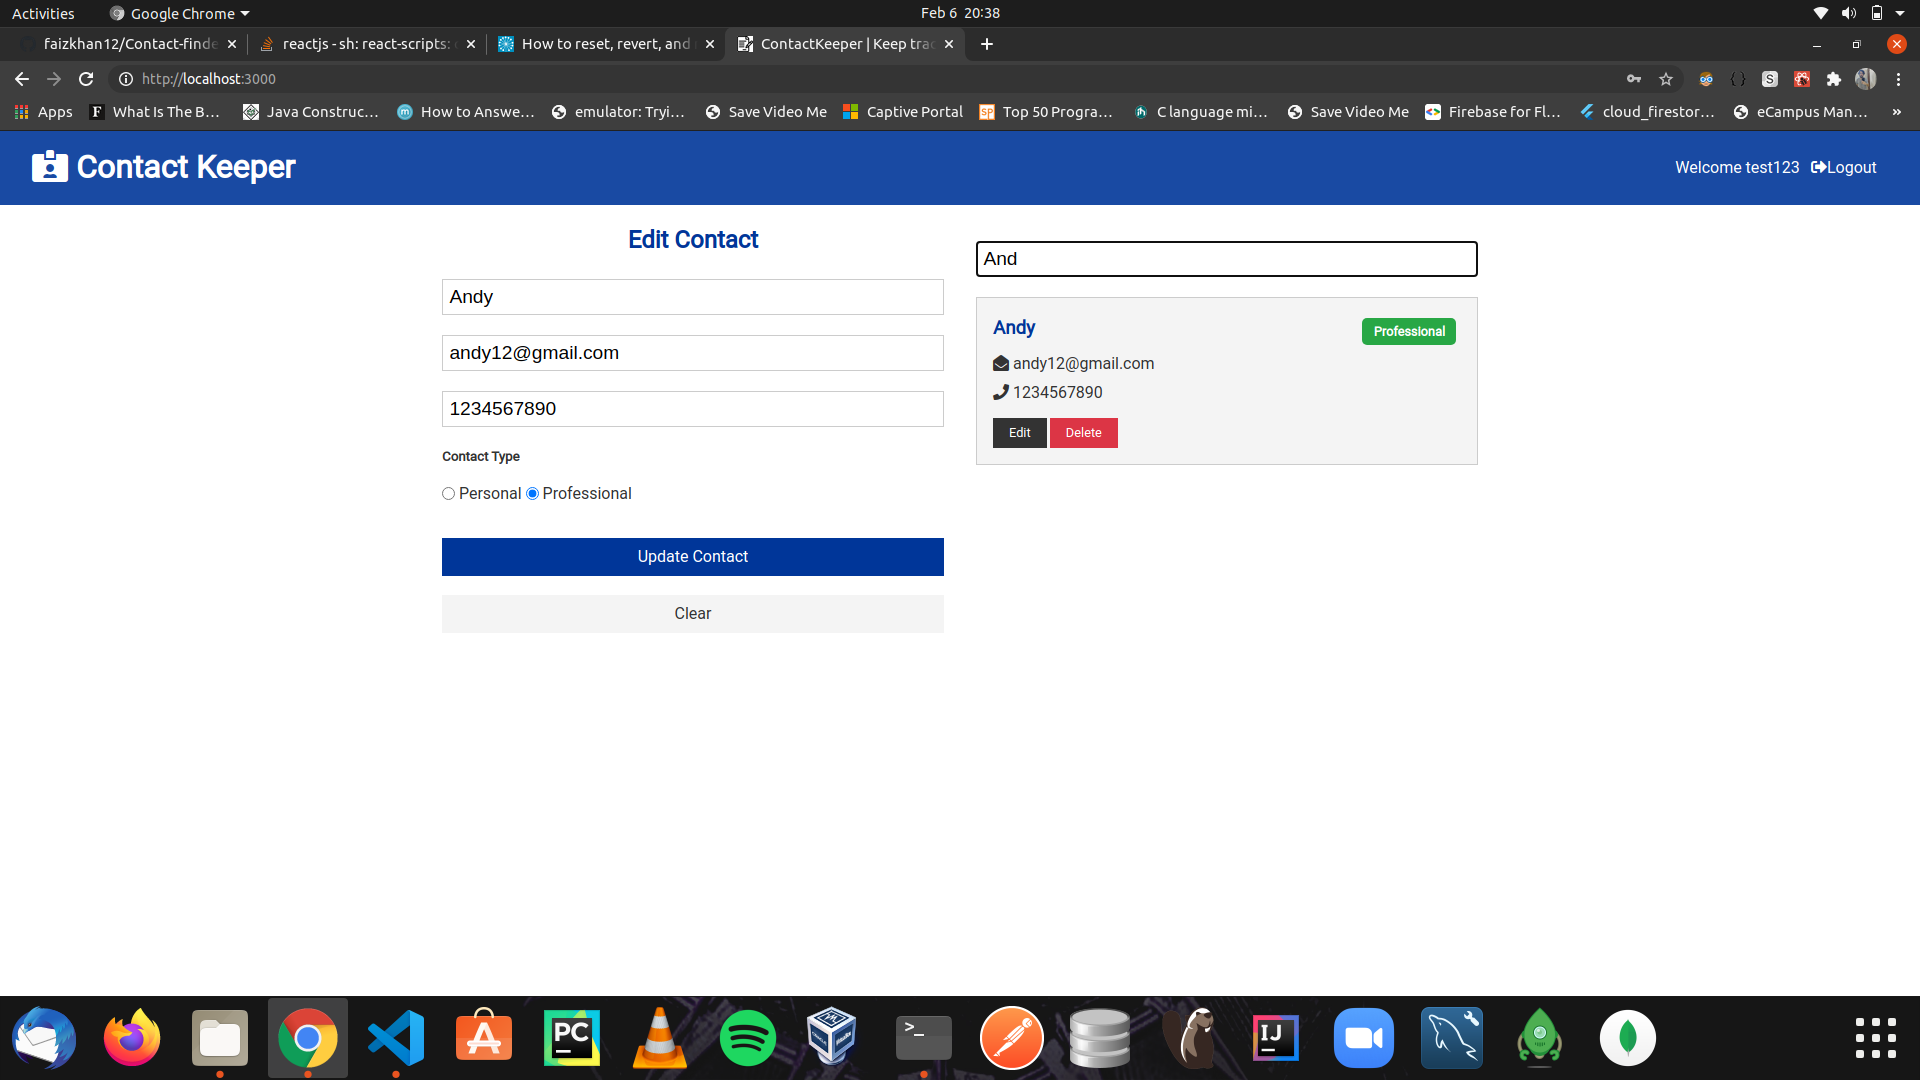 Activities
Google Chrome
Feb 6 20:38
faizkhan12/Contact-finde
reactjs - sh: react-scripts:
How to reset, revert, and
ContactKeeper | Keep trac
http://localhost:3000
Apps
What Is The B…
Java Construc…
How to Answe…
emulator: Tryi…
Save Video Me
Captive Portal
Top 50 Progra…
C language mi…
Save Video Me
Firebase for Fl…
cloud_firestor…
eCampus Man…
Contact Keeper
Welcome test123
Logout
Edit Contact
Andy
andy12@gmail.com
1234567890
Contact Type
Personal Professional
Update Contact
Clear
And
Andy
Professional
andy12@gmail.com
1234567890
Edit
Delete